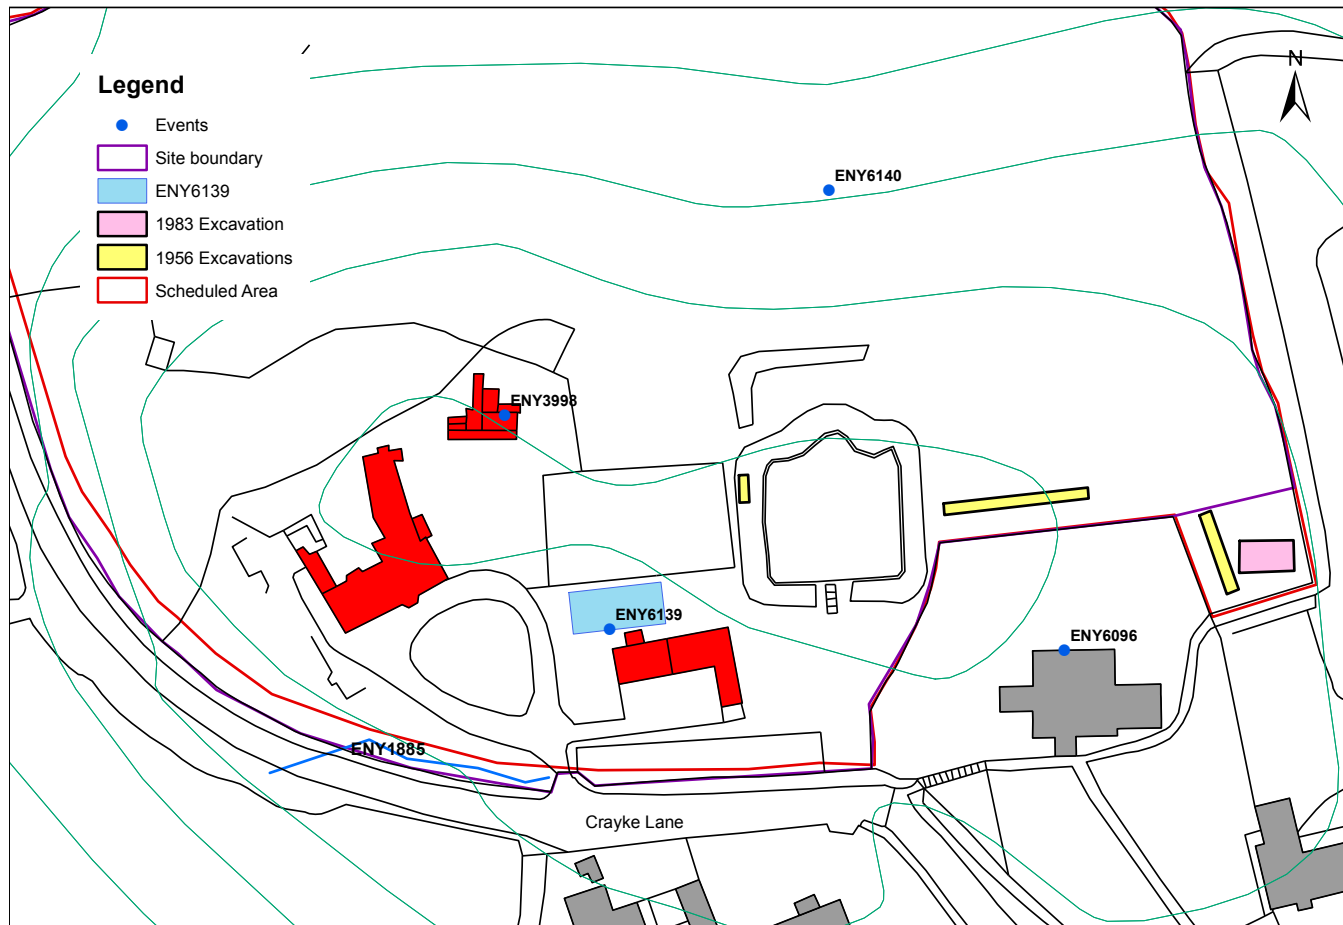 Legend
Events
Site boundary
ENY6139
1983 Excavation
1956 Excavations
Scheduled Area
N
ENY6140
ENY3998
ENY6139
ENY6096
ENY1885
Crayke Lane